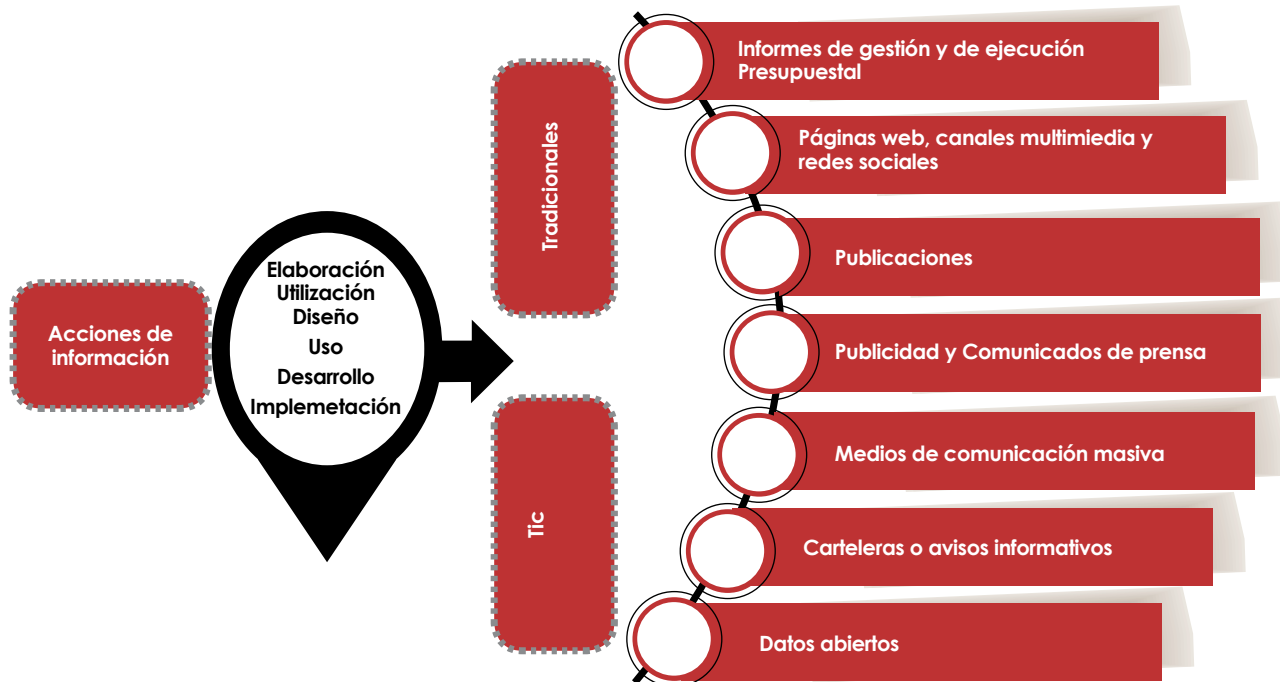 Acciones de
información
Elaboración
Utilización
Diseño
Uso
Desarrollo
Implemetación
Tradicionales
Tic
Informes de gestión y de ejecución
Presupuestal
Páginas web, canales multimiedia y
redes sociales
Publicaciones
Publicidad y Comunicados de prensa
Medios de comunicación masiva
Carteleras o avisos informativos
Datos abiertos